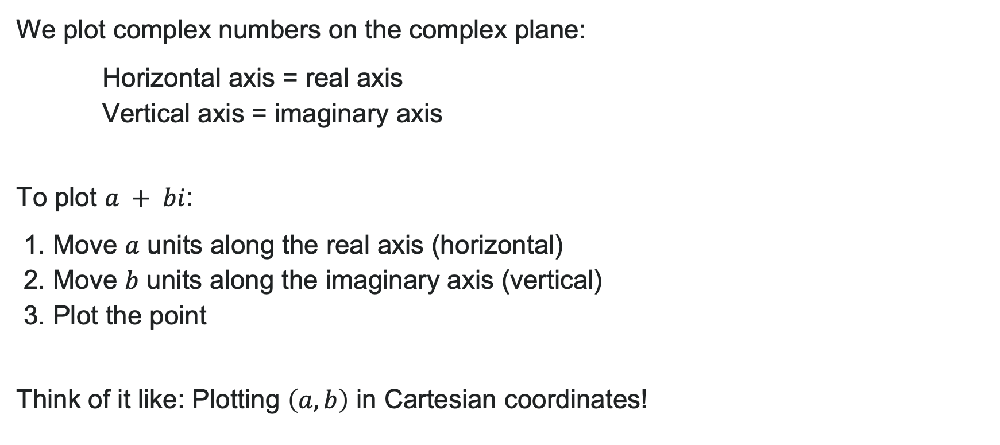 We plot complex numbers on the complex plane:
Horizontal axis = real axis
Vertical axis = imaginary axis
To plot a + bi:
1. Move a units along the real axis (horizontal)
2. Move b units along the imaginary axis (vertical)
3. Plot the point
Think of it like: Plotting (a, b) in Cartesian coordinates!